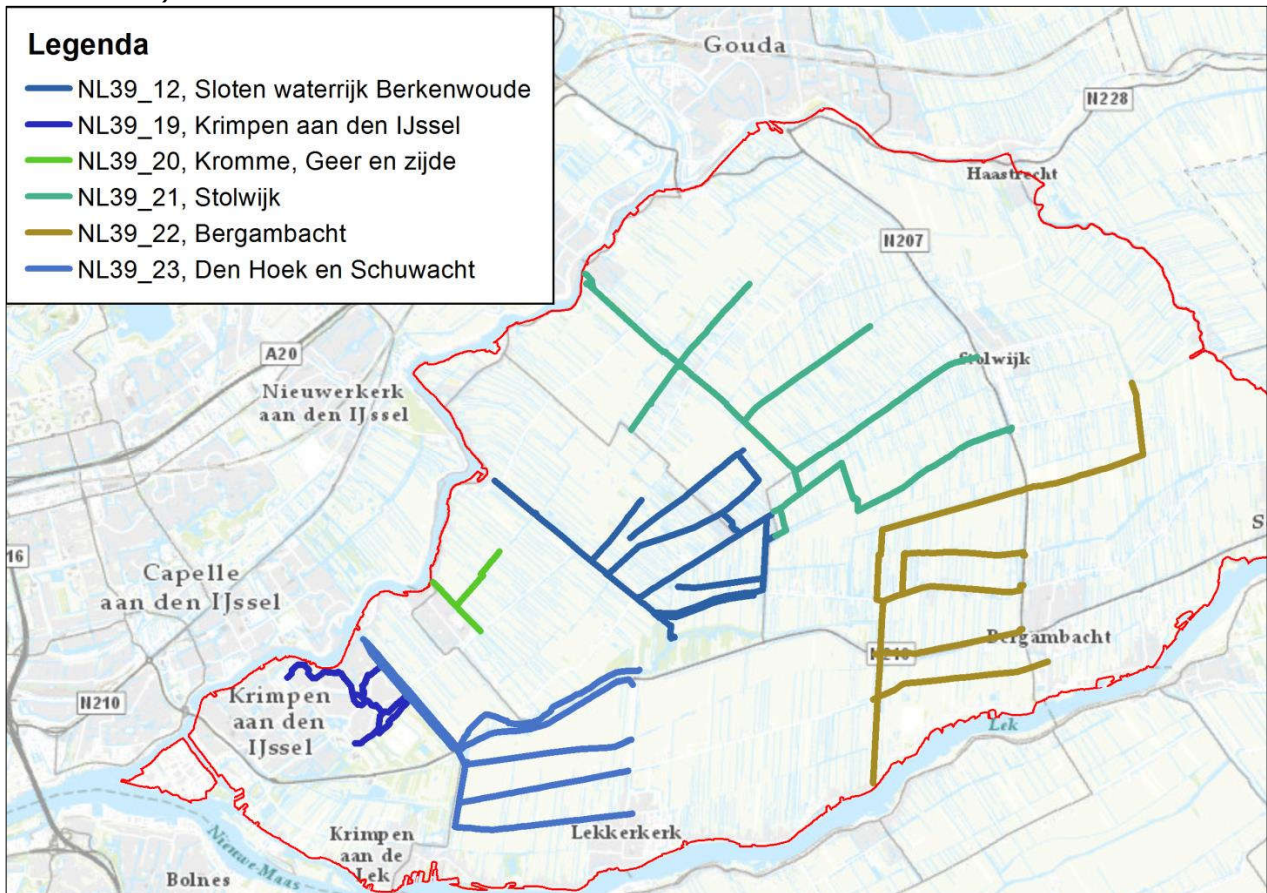 Legenda
NL39_12, Sloten waterrijk Berkenwoude
NL39_19, Krimpen aan den IJssel
NL39_20, Kromme, Geer en zijde
NL39_21, Stolwijk
NL39_22, Bergambacht
NL39_23, Den Hoek en Schuwacht
Gouda
N228
Haastrecht
N207
A20
Nieuwerkerk
aan den IJssel
Stolwijk
16
Capelle
aan den IJssel
S
Bergambacht
N210
N210
Krimpen
aan den
IJssel
Lek
Krimpen
aan de
Lek
Lekkerkerk
Nieuwe Maas
Bolnes